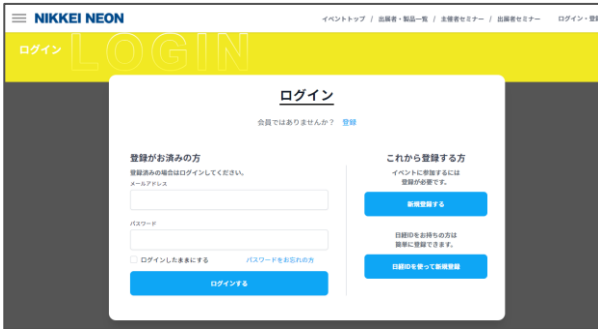 NIKKEI NEON
イベントトップ / 出展者・製品一覧 / 主催者セミナー / 出展者セミナー
ログイン・登録
ログイン
LOGIN
ログイン
会員ではありませんか？ 登録
登録がお済みの方
登録済みの場合はログインしてください。
メールアドレス
パスワード
ログインしたままにする
パスワードをお忘れの方
ログインする
これから登録する方
イベントに参加するには
登録が必要です。
新規登録する
日経IDをお持ちの方は
簡単に登録できます。
日経IDを使って新規登録